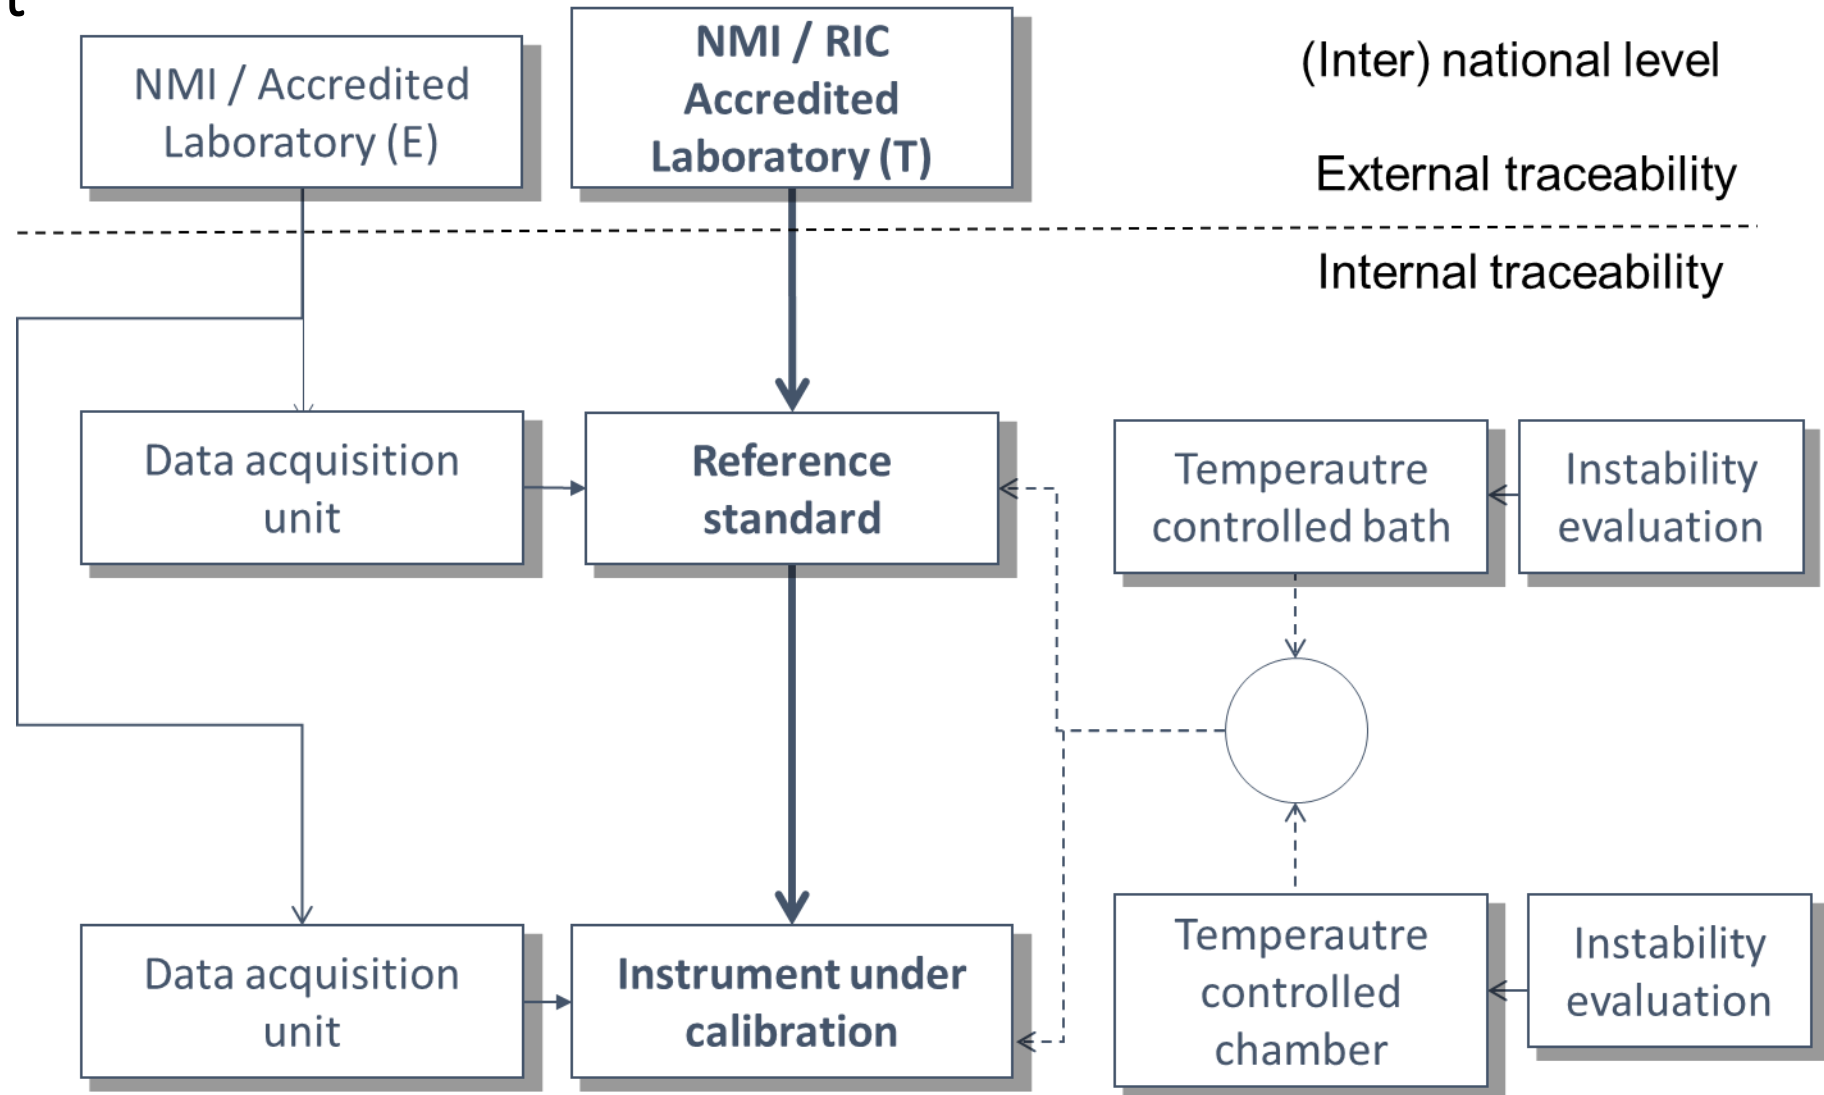 NMI / Accredited
Laboratory (E)
NMI / RIC
Accredited
Laboratory (T)
(Inter) national level
External traceability
Internal traceability
Data acquisition
unit
Reference
standard
Temperautre
controlled bath
Instability
evaluation
Data acquisition
unit
Instrument under
calibration
Temperautre
controlled
chamber
Instability
evaluation